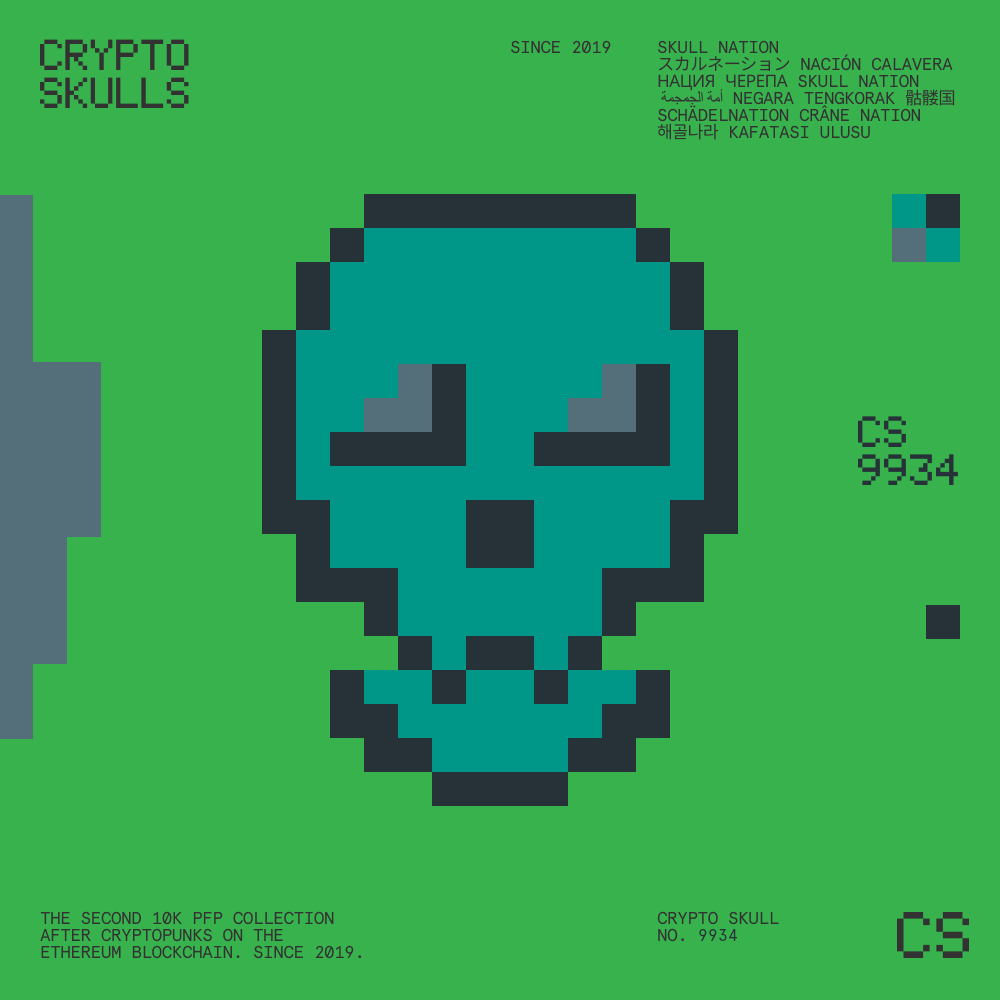 CRYPTO
SKULLS
SINCE 2019
SKULL NATION
スカルネーション NACIÓN CALAVERA
НАЦИЯ ЧЕРЕПА SKULL NATION
أمة الجمجمة NEGARA TENGKORAK 骷髅国
SCHÄDELNATION CRÂNE NATION
해골나라 KAFATASI ULUSU
CS
9934
THE SECOND 10K PFP COLLECTION
AFTER CRYPTOPUNKS ON THE
ETHEREUM BLOCKCHAIN. SINCE 2019.
CRYPTO SKULL
NO. 9934
CS